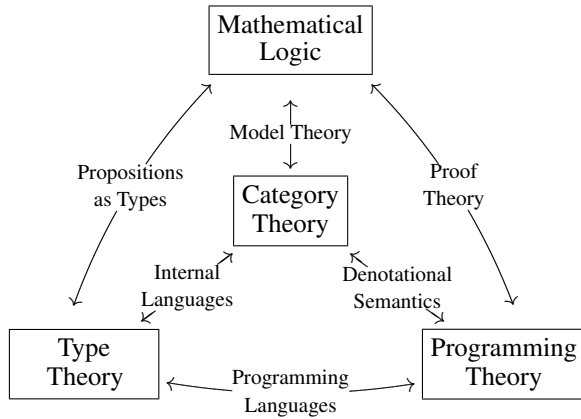 Mathematical
Logic
Model Theory
Propositions
as Types
Proof
Theory
Category
Theory
Internal
Languages
Denotational
Semantics
Type
Theory
Programming
Languages
Programming
Theory